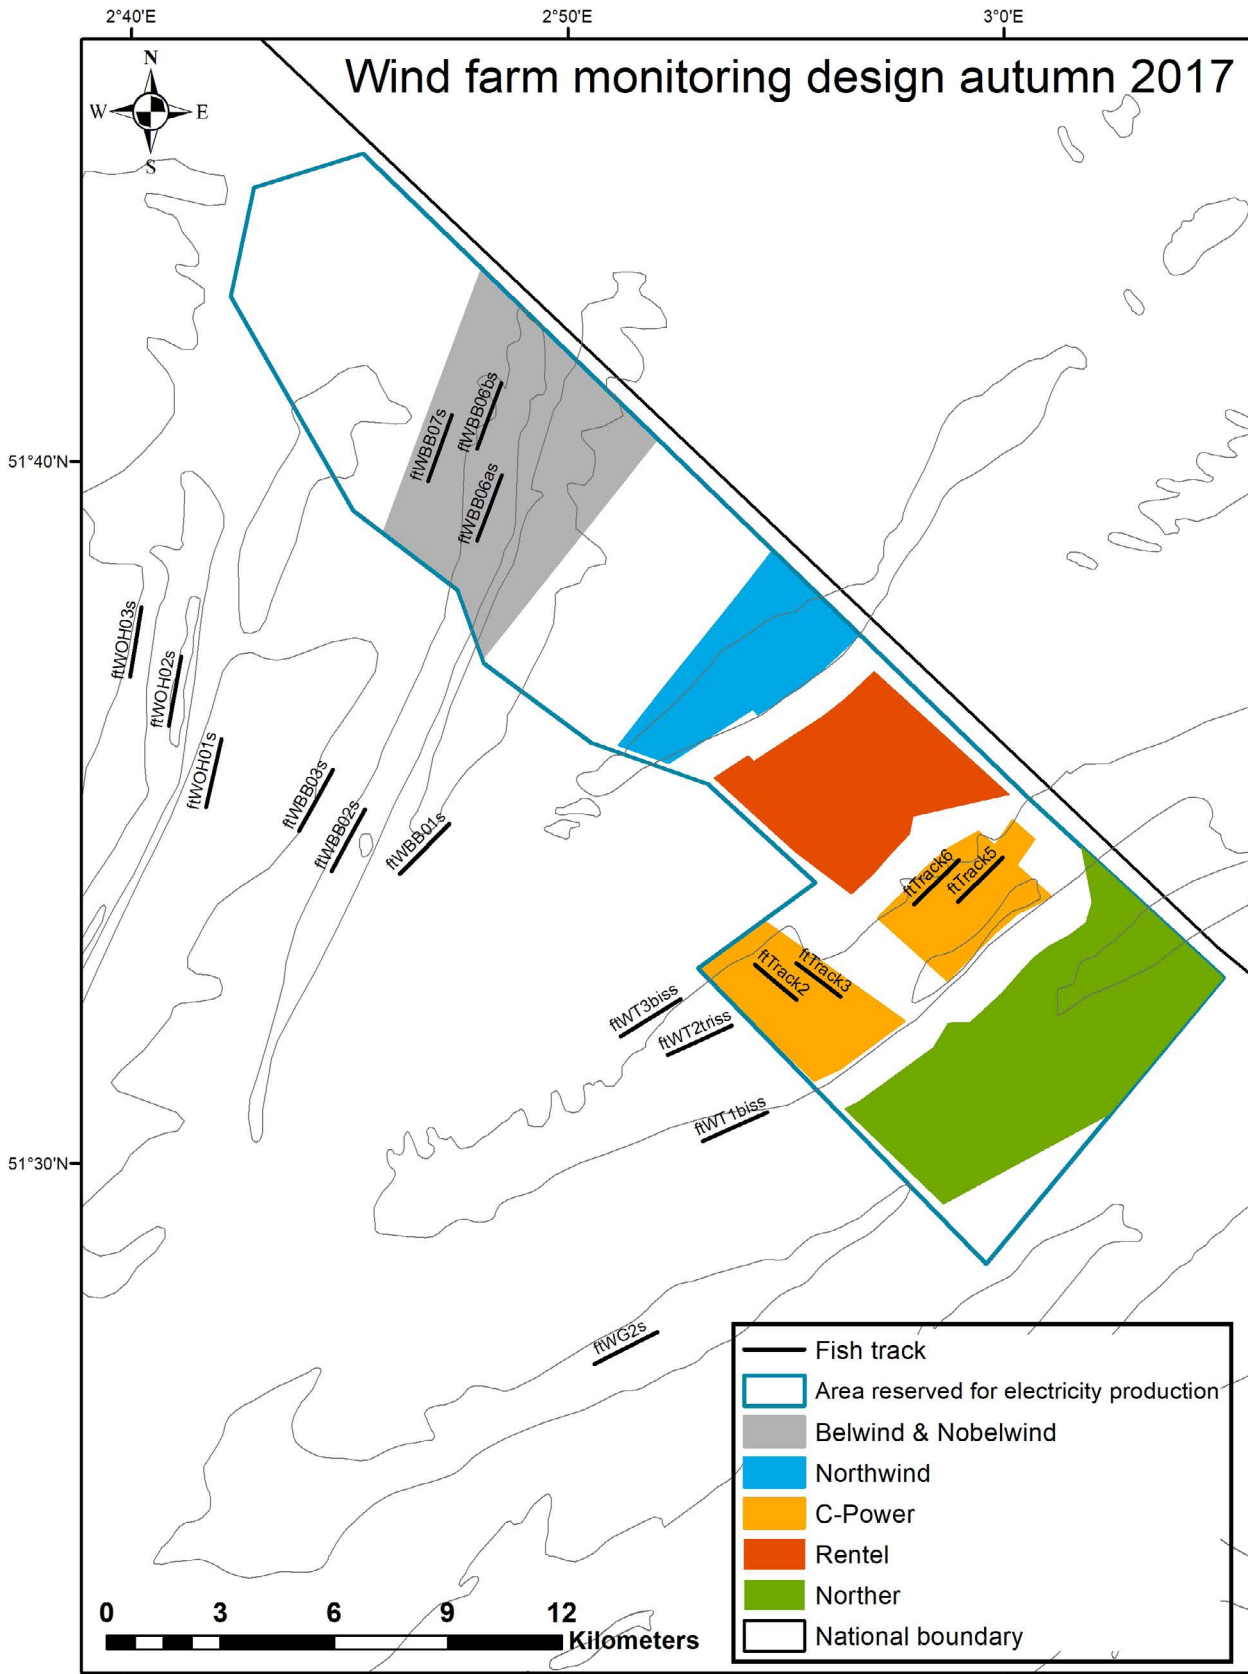 2°40'E
2°50'E
3°0'E
Wind farm monitoring design autumn 2017
N
W
E
S
51°40'N
51°30'N
ftWBB07s
ftWBB06bs
ftWBB06as
ftWOH03s
ftWOH02s
ftWOH01s
ftWBB03s
ftWBB02s
ftWBB01s
ftTrack6
ftTrack5
ftTrack2
ftTrack3
ftWT3biss
ftWT2triss
ftWT1biss
ftWG2s
Fish track
Area reserved for electricity production
Belwind & Nobelwind
Northwind
C-Power
Rentel
Norther
National boundary
0 3 6 9 12
Kilometers